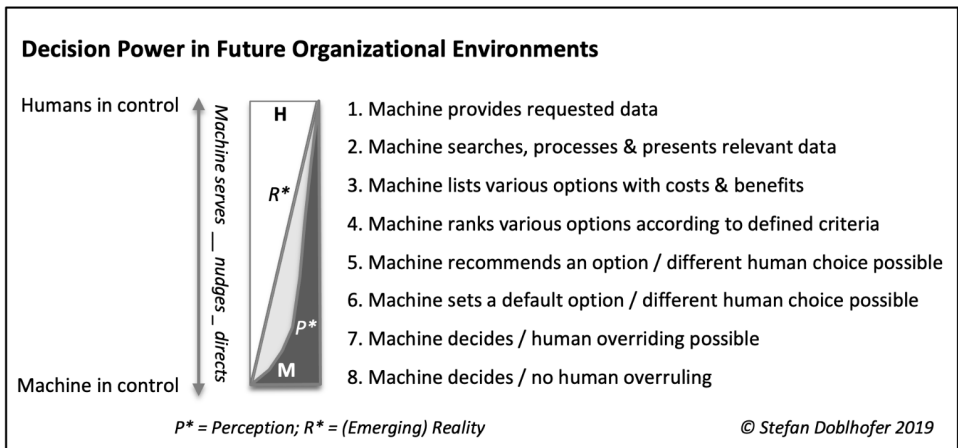 Decision Power in Future Organizational Environments
Humans in control
Machine serves __ nudges _ directs
Machine in control
H
R*
P*
M
1. Machine provides requested data
2. Machine searches, processes & presents relevant data
3. Machine lists various options with costs & benefits
4. Machine ranks various options according to defined criteria
5. Machine recommends an option / different human choice possible
6. Machine sets a default option / different human choice possible
7. Machine decides / human overriding possible
8. Machine decides / no human overruling
P* = Perception; R* = (Emerging) Reality
© Stefan Doblhofer 2019